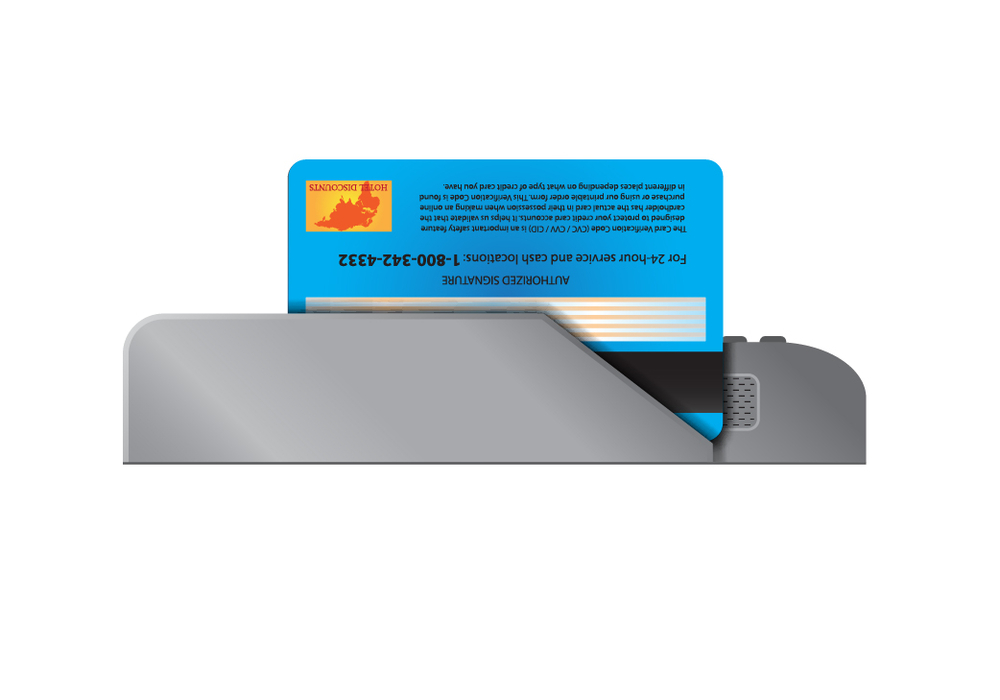 AUTHORIZED SIGNATURE
For 24-hour service and cash locations: 1-800-342-4332
The Card Verification Code (CVC / CVV / CID) is an important safety feature
designed to protect your credit card accounts. It helps us validate that the
cardholder has the actual card in their possession when making an online
purchase or using our printable order form. This Verification Code is found
in different places depending on what type of credit card you have.
HOTEL DISCOUNTS